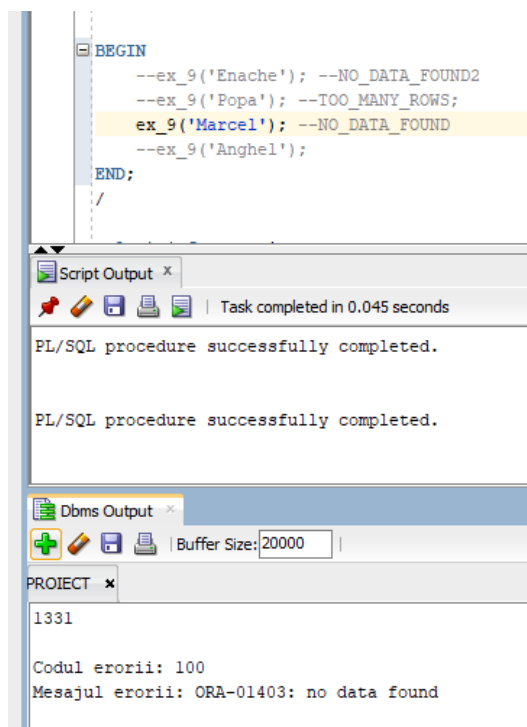 BEGIN
--ex_9('Enache'); --NO_DATA_FOUND2
--ex_9('Popa'); --TOO_MANY_ROWS;
ex_9('Marcel'); --NO_DATA_FOUND
--ex_9('Anghel');
END;
/
Script Output x
Task completed in 0.045 seconds
PL/SQL procedure successfully completed.
PL/SQL procedure successfully completed.
Dbms Output x
Buffer Size: 20000
PROIECT x
1331
Codul erorii: 100
Mesajul erorii: ORA-01403: no data found